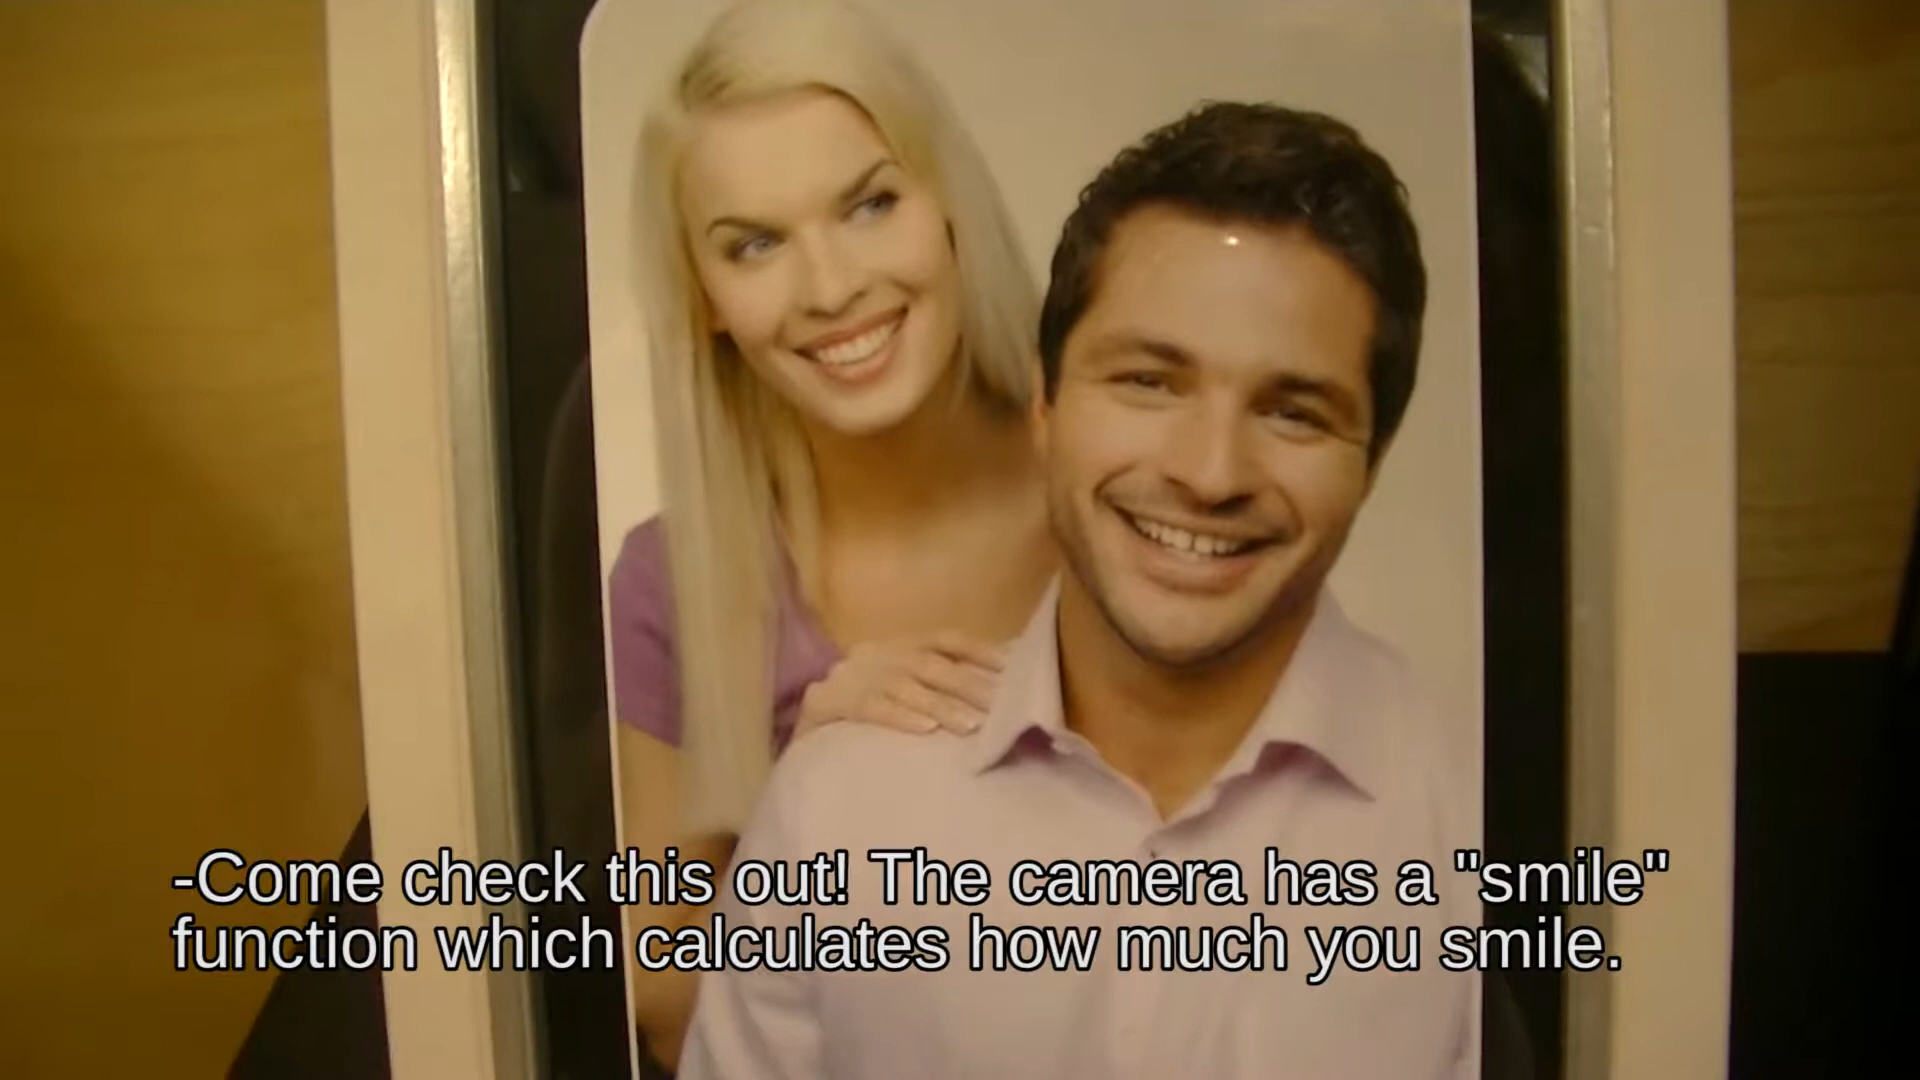 -Come check this out! The camera has a "smile"
function which calculates how much you smile.